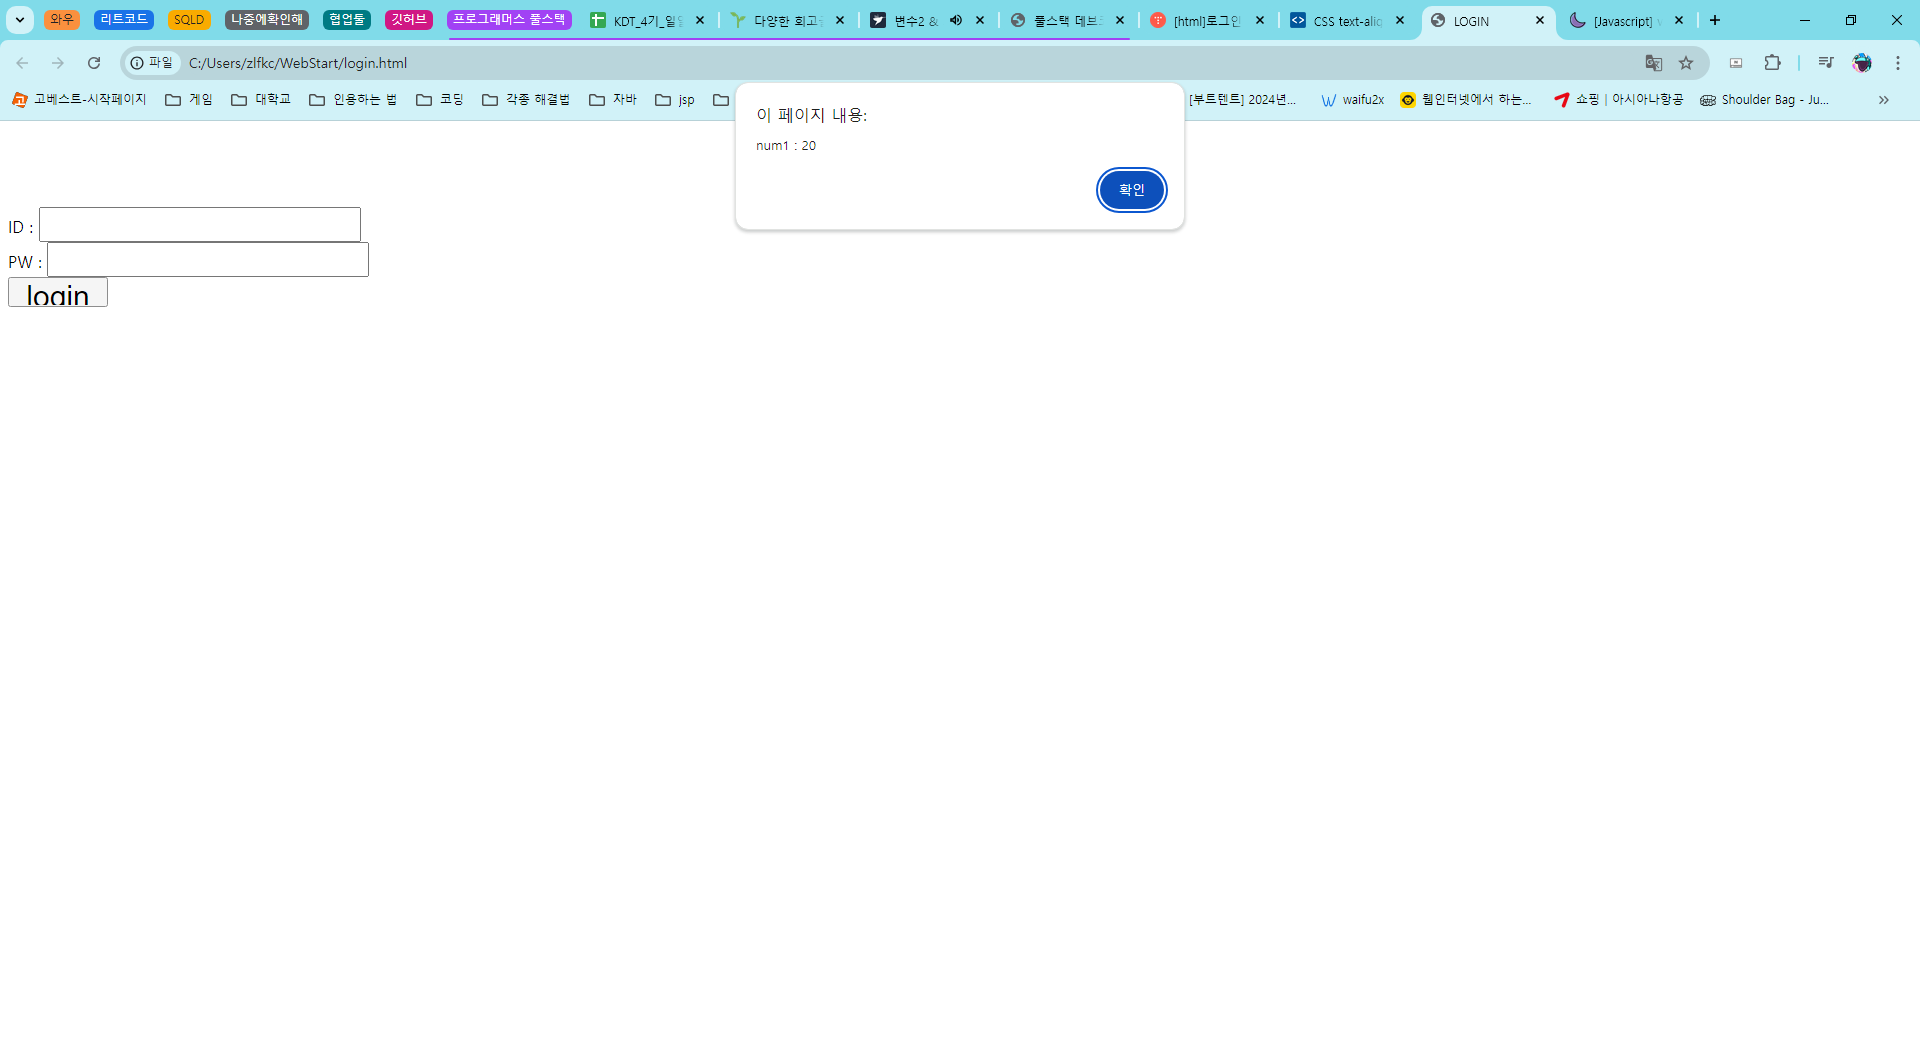 와우 리트코드 SQLD 나중에확인해 협업툴 깃허브 프로그래머스 풀스택 KDT_4기_일일 다양한 회고 변수2 & 풀스택 데브 [html]로그인 CSS text-alig LOGIN [Javascript]
파일 C:/Users/zlfkc/WebStart/login.html
고베스트-시작페이지 게임 대학교 인용하는 법 코딩 각종 해결법 자바 jsp [부트텐트] 2024년... waifu2x 웹인터넷에서 하는... 쇼핑 | 아시아나항공 Shoulder Bag - Ju...
이 페이지 내용:
num1 : 20
확인
ID :
PW :
login